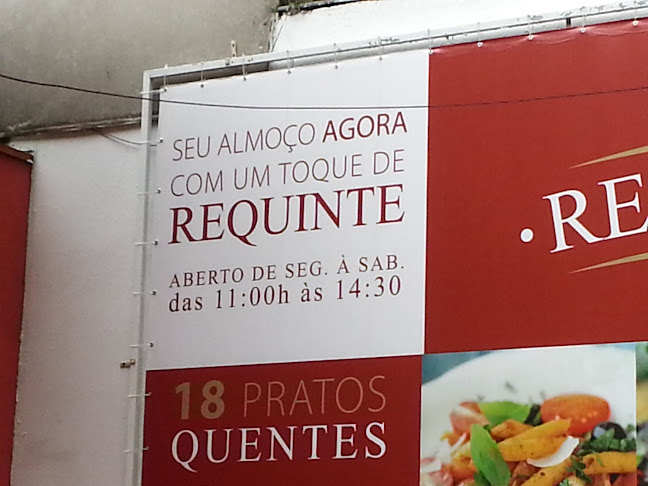 SEU ALMOÇO AGORA
COM UM TOQUE DE
REQUINTE
ABERTO DE SEG. À SAB.
das 11:00h às 14:30
18 PRATOS
QUENTES